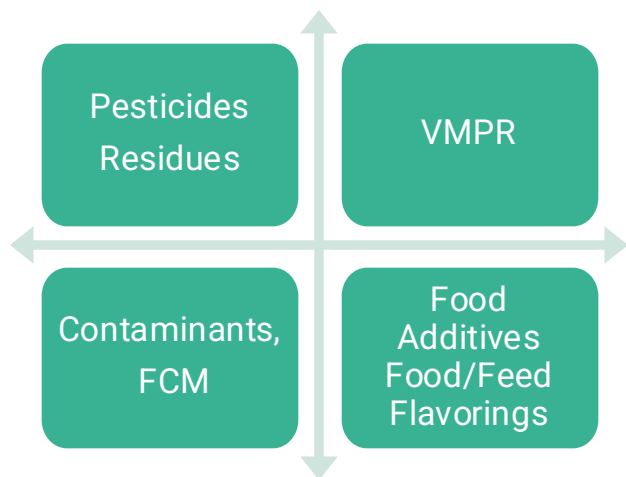 Pesticides
Residues
VMPR
Contaminants,
FCM
Food
Additives
Food/Feed
Flavorings